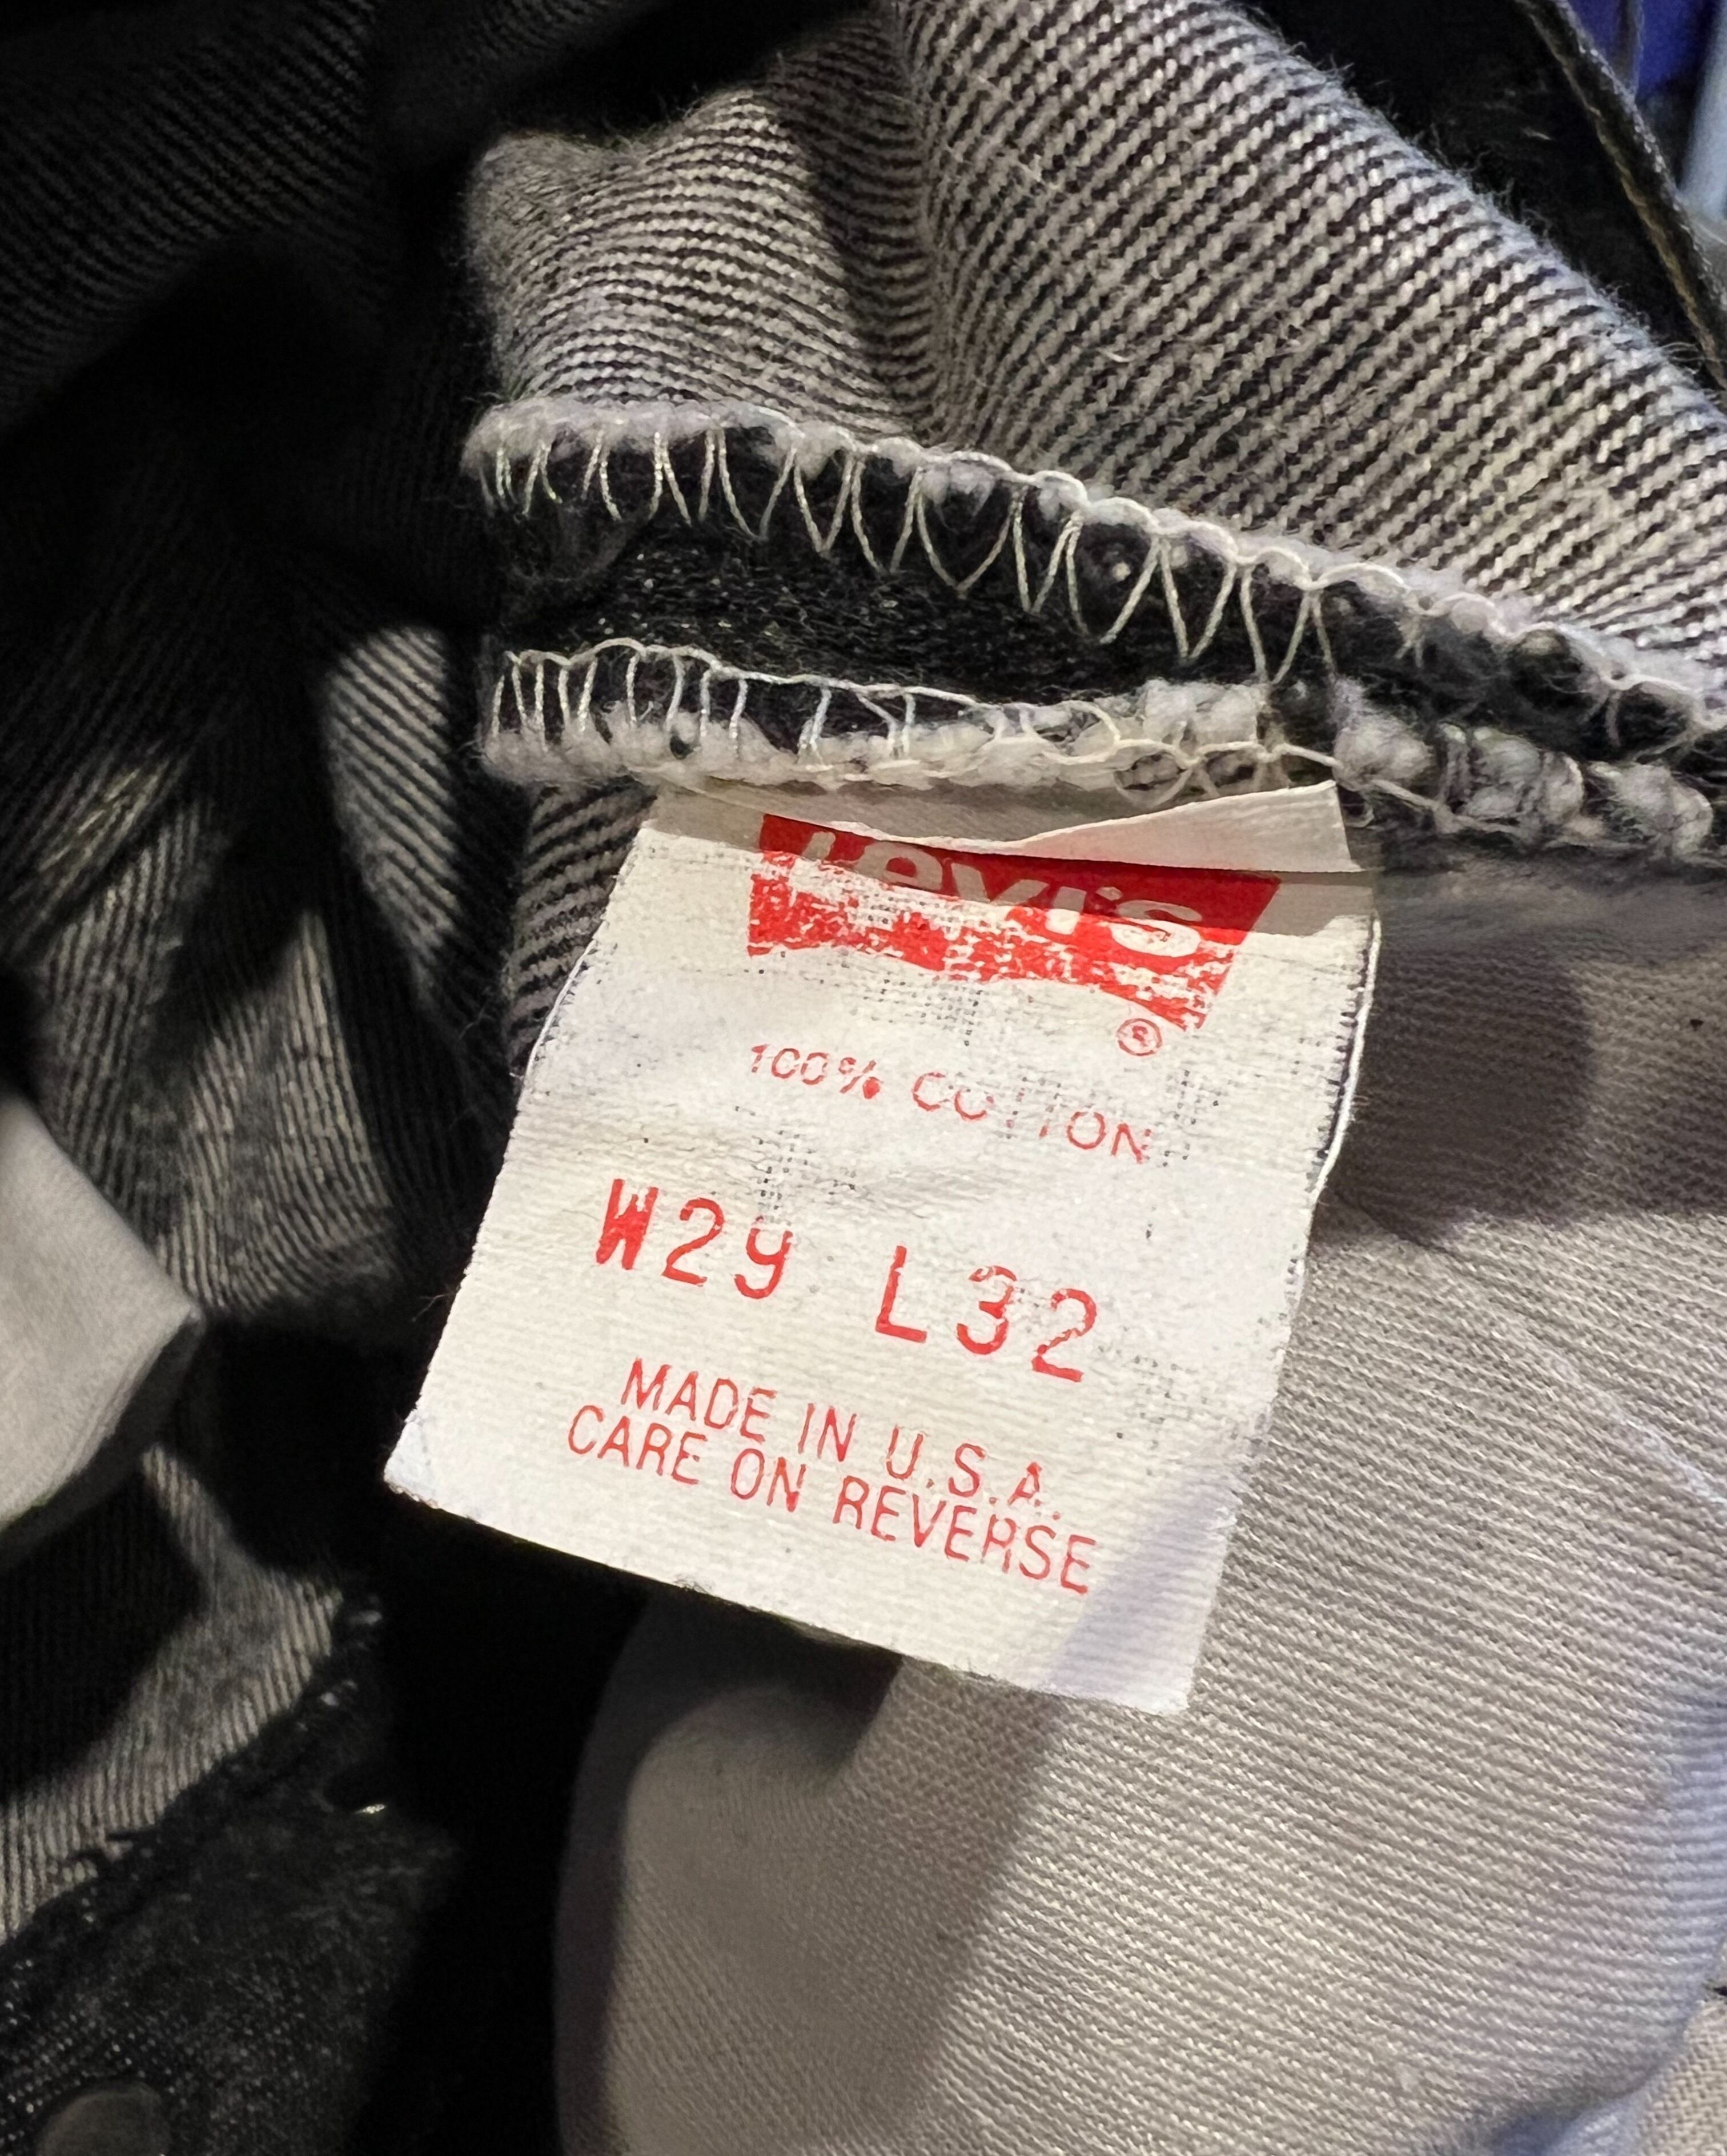 Levi's
®
100% COTTON
W29 L32
MADE IN U.S.A.
CARE ON REVERSE